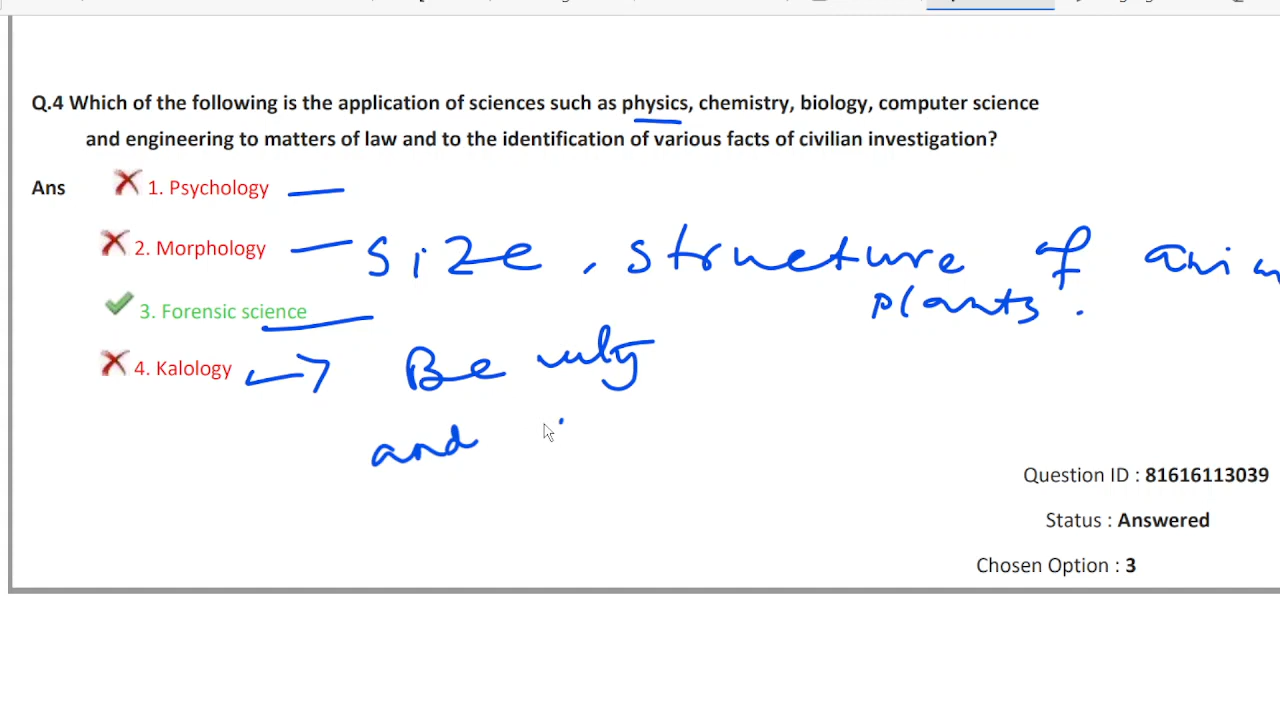 Q.4 Which of the following is the application of sciences such as physics, chemistry, biology, computer science
and engineering to matters of law and to the identification of various facts of civilian investigation?
Ans 1. Psychology
2. Morphology – size, structure of anim
plants.
3. Forensic science
4. Kalology → Beauty
and
Question ID : 81616113039
Status : Answered
Chosen Option : 3